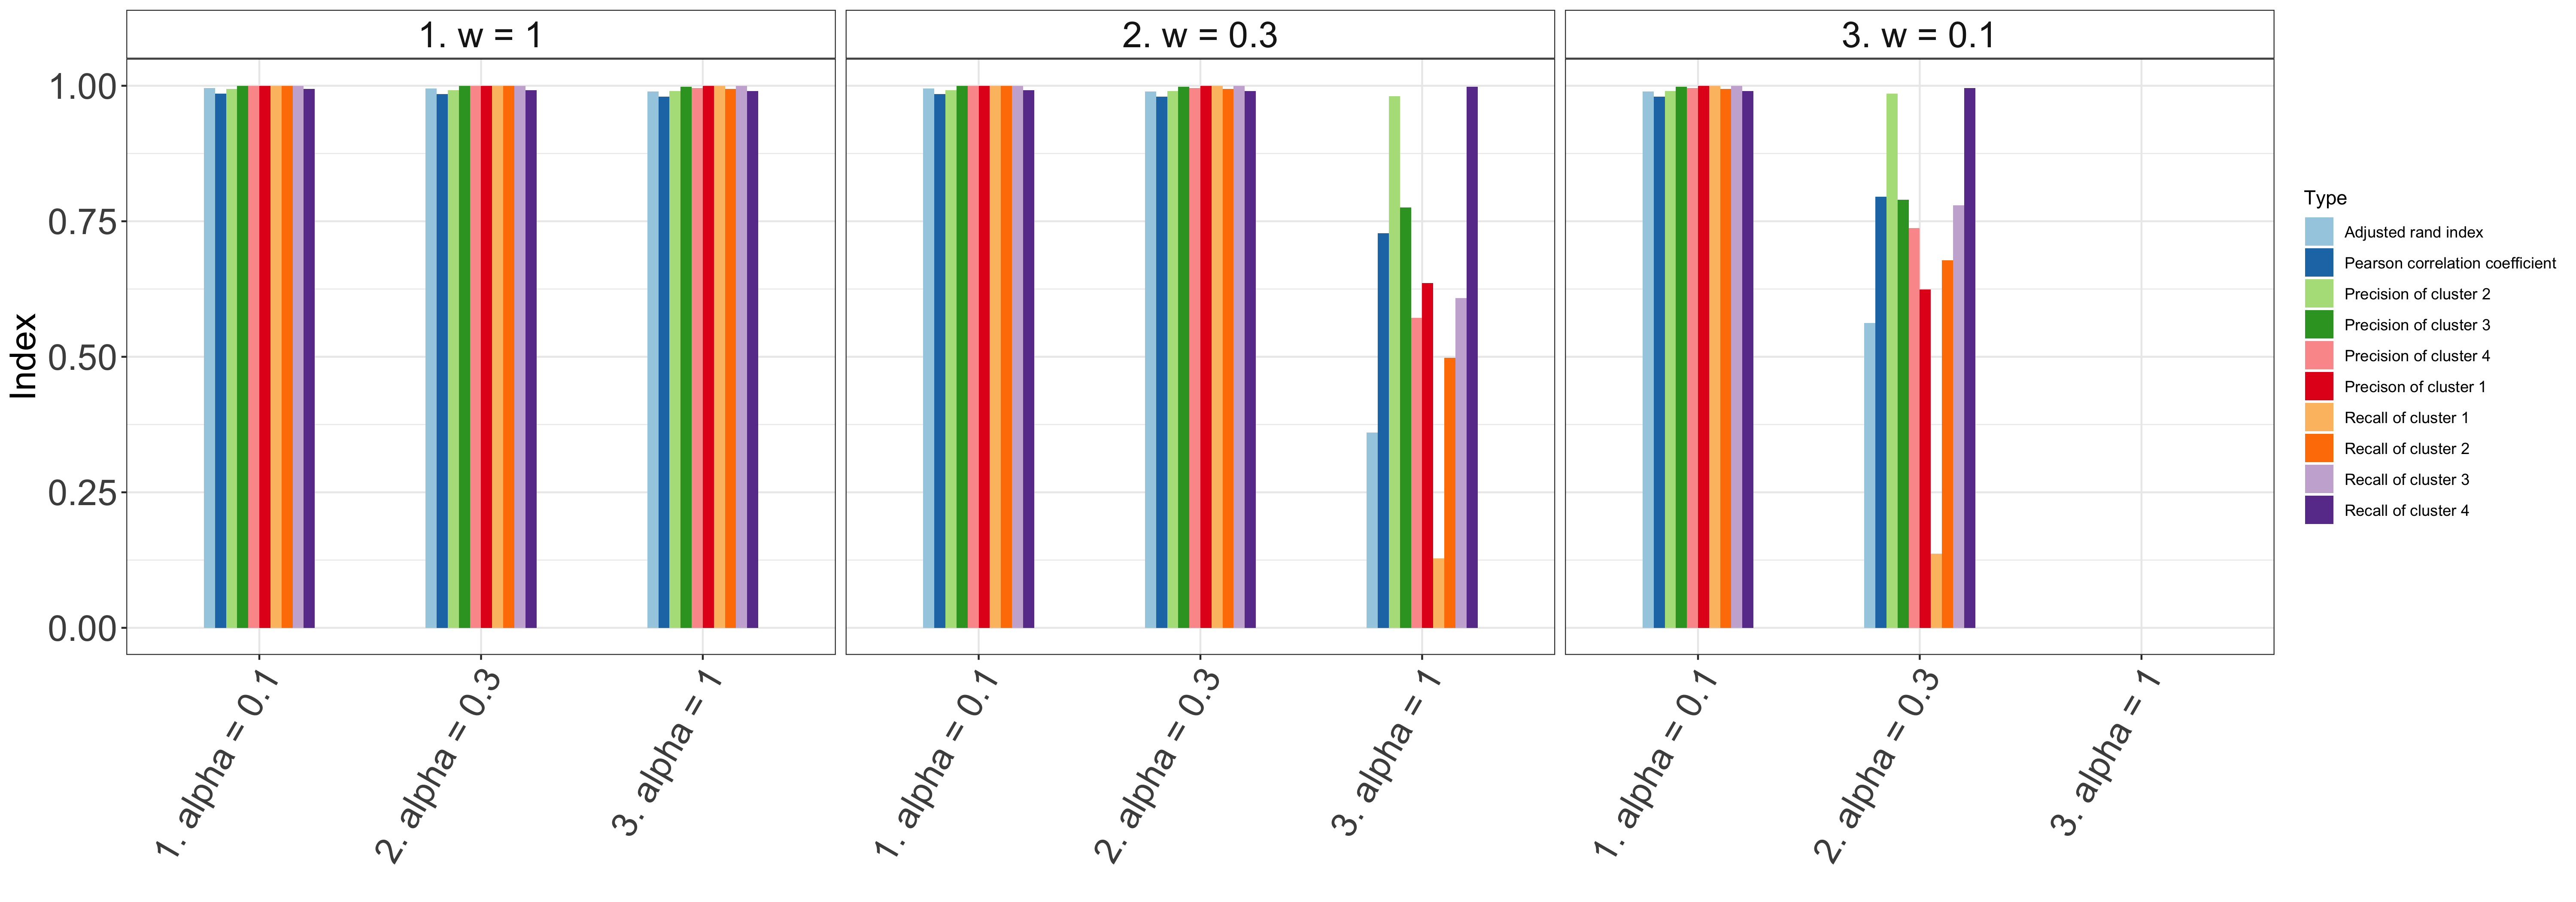 1. w = 1
2. w = 0.3
3. w = 0.1
Index
1.00
0.75
0.50
0.25
0.00
1. alpha = 0.1
2. alpha = 0.3
3. alpha = 1
1. alpha = 0.1
2. alpha = 0.3
3. alpha = 1
1. alpha = 0.1
2. alpha = 0.3
3. alpha = 1
Type
Adjusted rand index
Pearson correlation coefficient
Precision of cluster 2
Precision of cluster 3
Precision of cluster 4
Precison of cluster 1
Recall of cluster 1
Recall of cluster 2
Recall of cluster 3
Recall of cluster 4